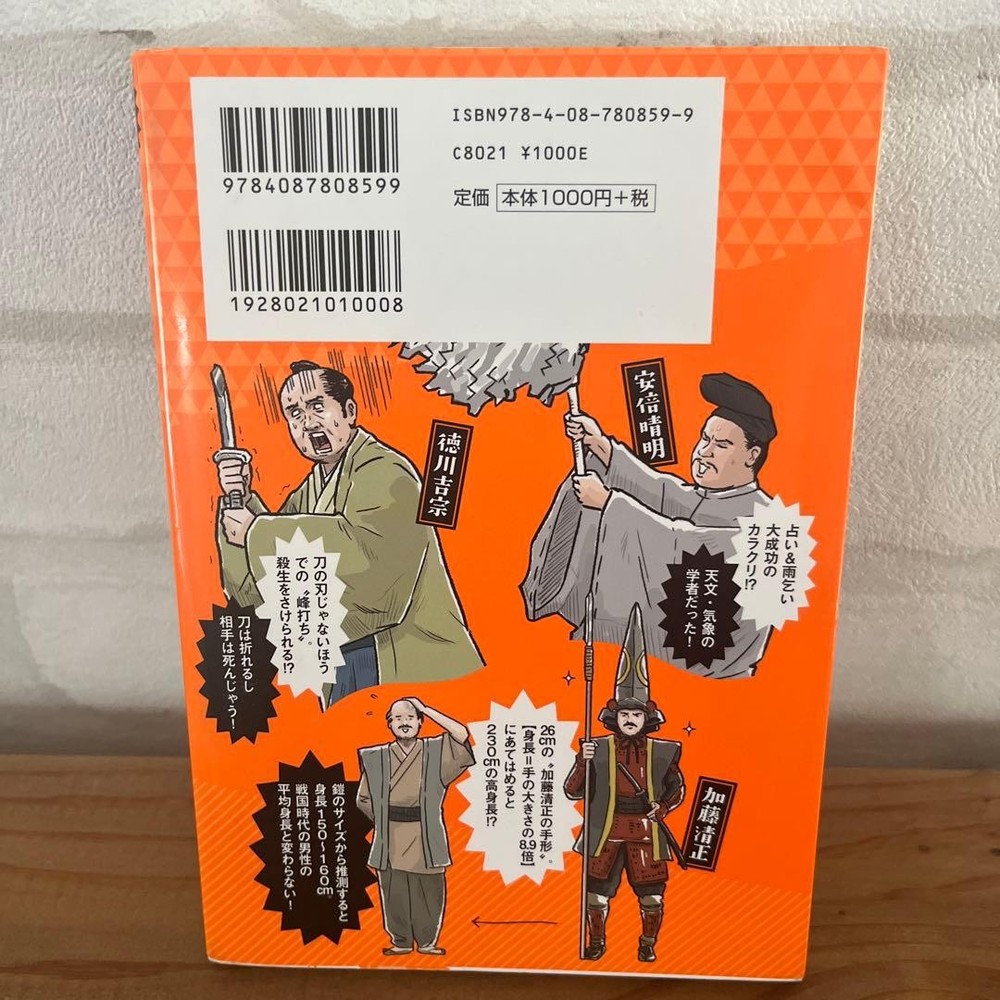 ISBN978-4-08-780859-9
C8021 ¥1000E
定価 本体1000円+税
9784087808599
1928021010008
安倍晴明
占い&雨乞い
大成功の
カラクリ!?
天文・気象の
学者だった!
徳川吉宗
刀の刃じゃないほう
での〝峰打ち〟。
殺生をさけられる!?
刀は折れるし
相手は死んじゃう!
加藤清正
26cmの〝加藤清正の手形〟。
【身長=手の大きさの8.9倍】
にあてはめると
230cmの高身長!?
鎧のサイズから推測すると
身長150~160cm。
戦国時代の男性の
平均身長と変わらない!